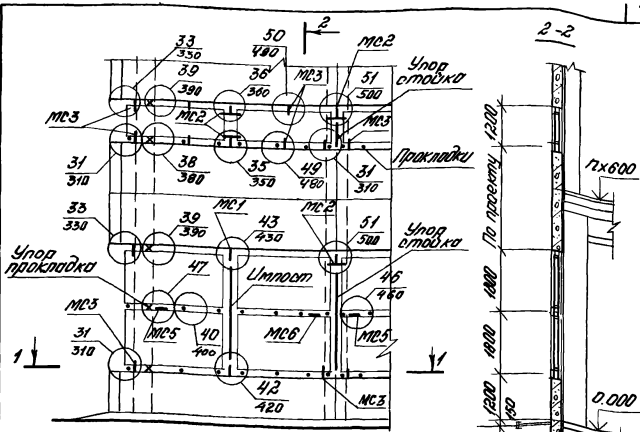 2
2-2
33
330
39
390
36
360
50
480
МС2
МС3
51
500
Упор
стойка
МС3
МС2
МС3
31
310
38
380
35
350
49
480
31
310
Прокладки
1200
По проекту
n×600
33
330
39
390
МС1
43
430
МС2
51
500
Упор
прокладка
47
Импост
Упор
стойка
46
460
1800
МС3
МС5
40
400
МС6
МС5
1800
31
310
1
1
42
420
МС3
1200
150
0.000